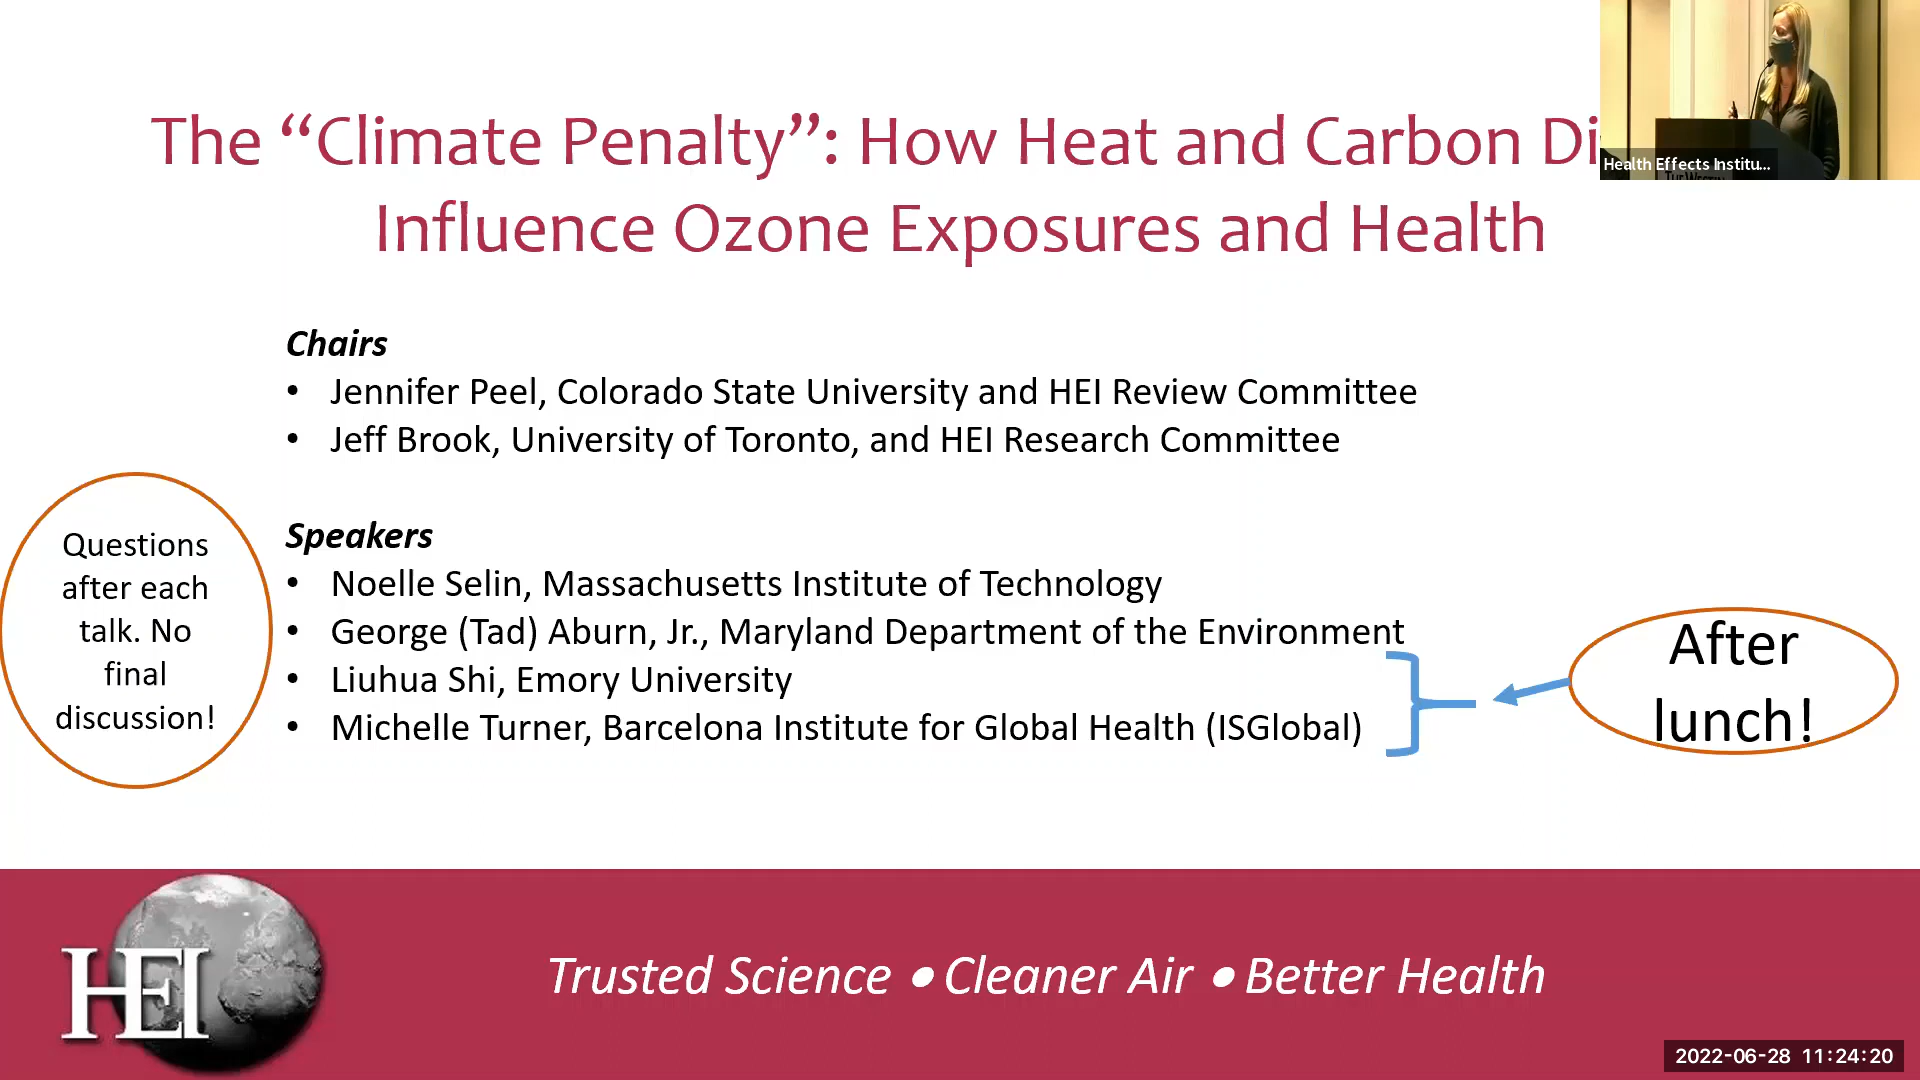 The “Climate Penalty”: How Heat and Carbon Di
Influence Ozone Exposures and Health
Health Effects Institu...
Chairs
• Jennifer Peel, Colorado State University and HEI Review Committee
• Jeff Brook, University of Toronto, and HEI Research Committee
Speakers
• Noelle Selin, Massachusetts Institute of Technology
• George (Tad) Aburn, Jr., Maryland Department of the Environment
• Liuhua Shi, Emory University
• Michelle Turner, Barcelona Institute for Global Health (ISGlobal)
Questions
after each
talk. No
final
discussion!
After
lunch!
HEI
Trusted Science ● Cleaner Air ● Better Health
2022-06-28 11:24:20